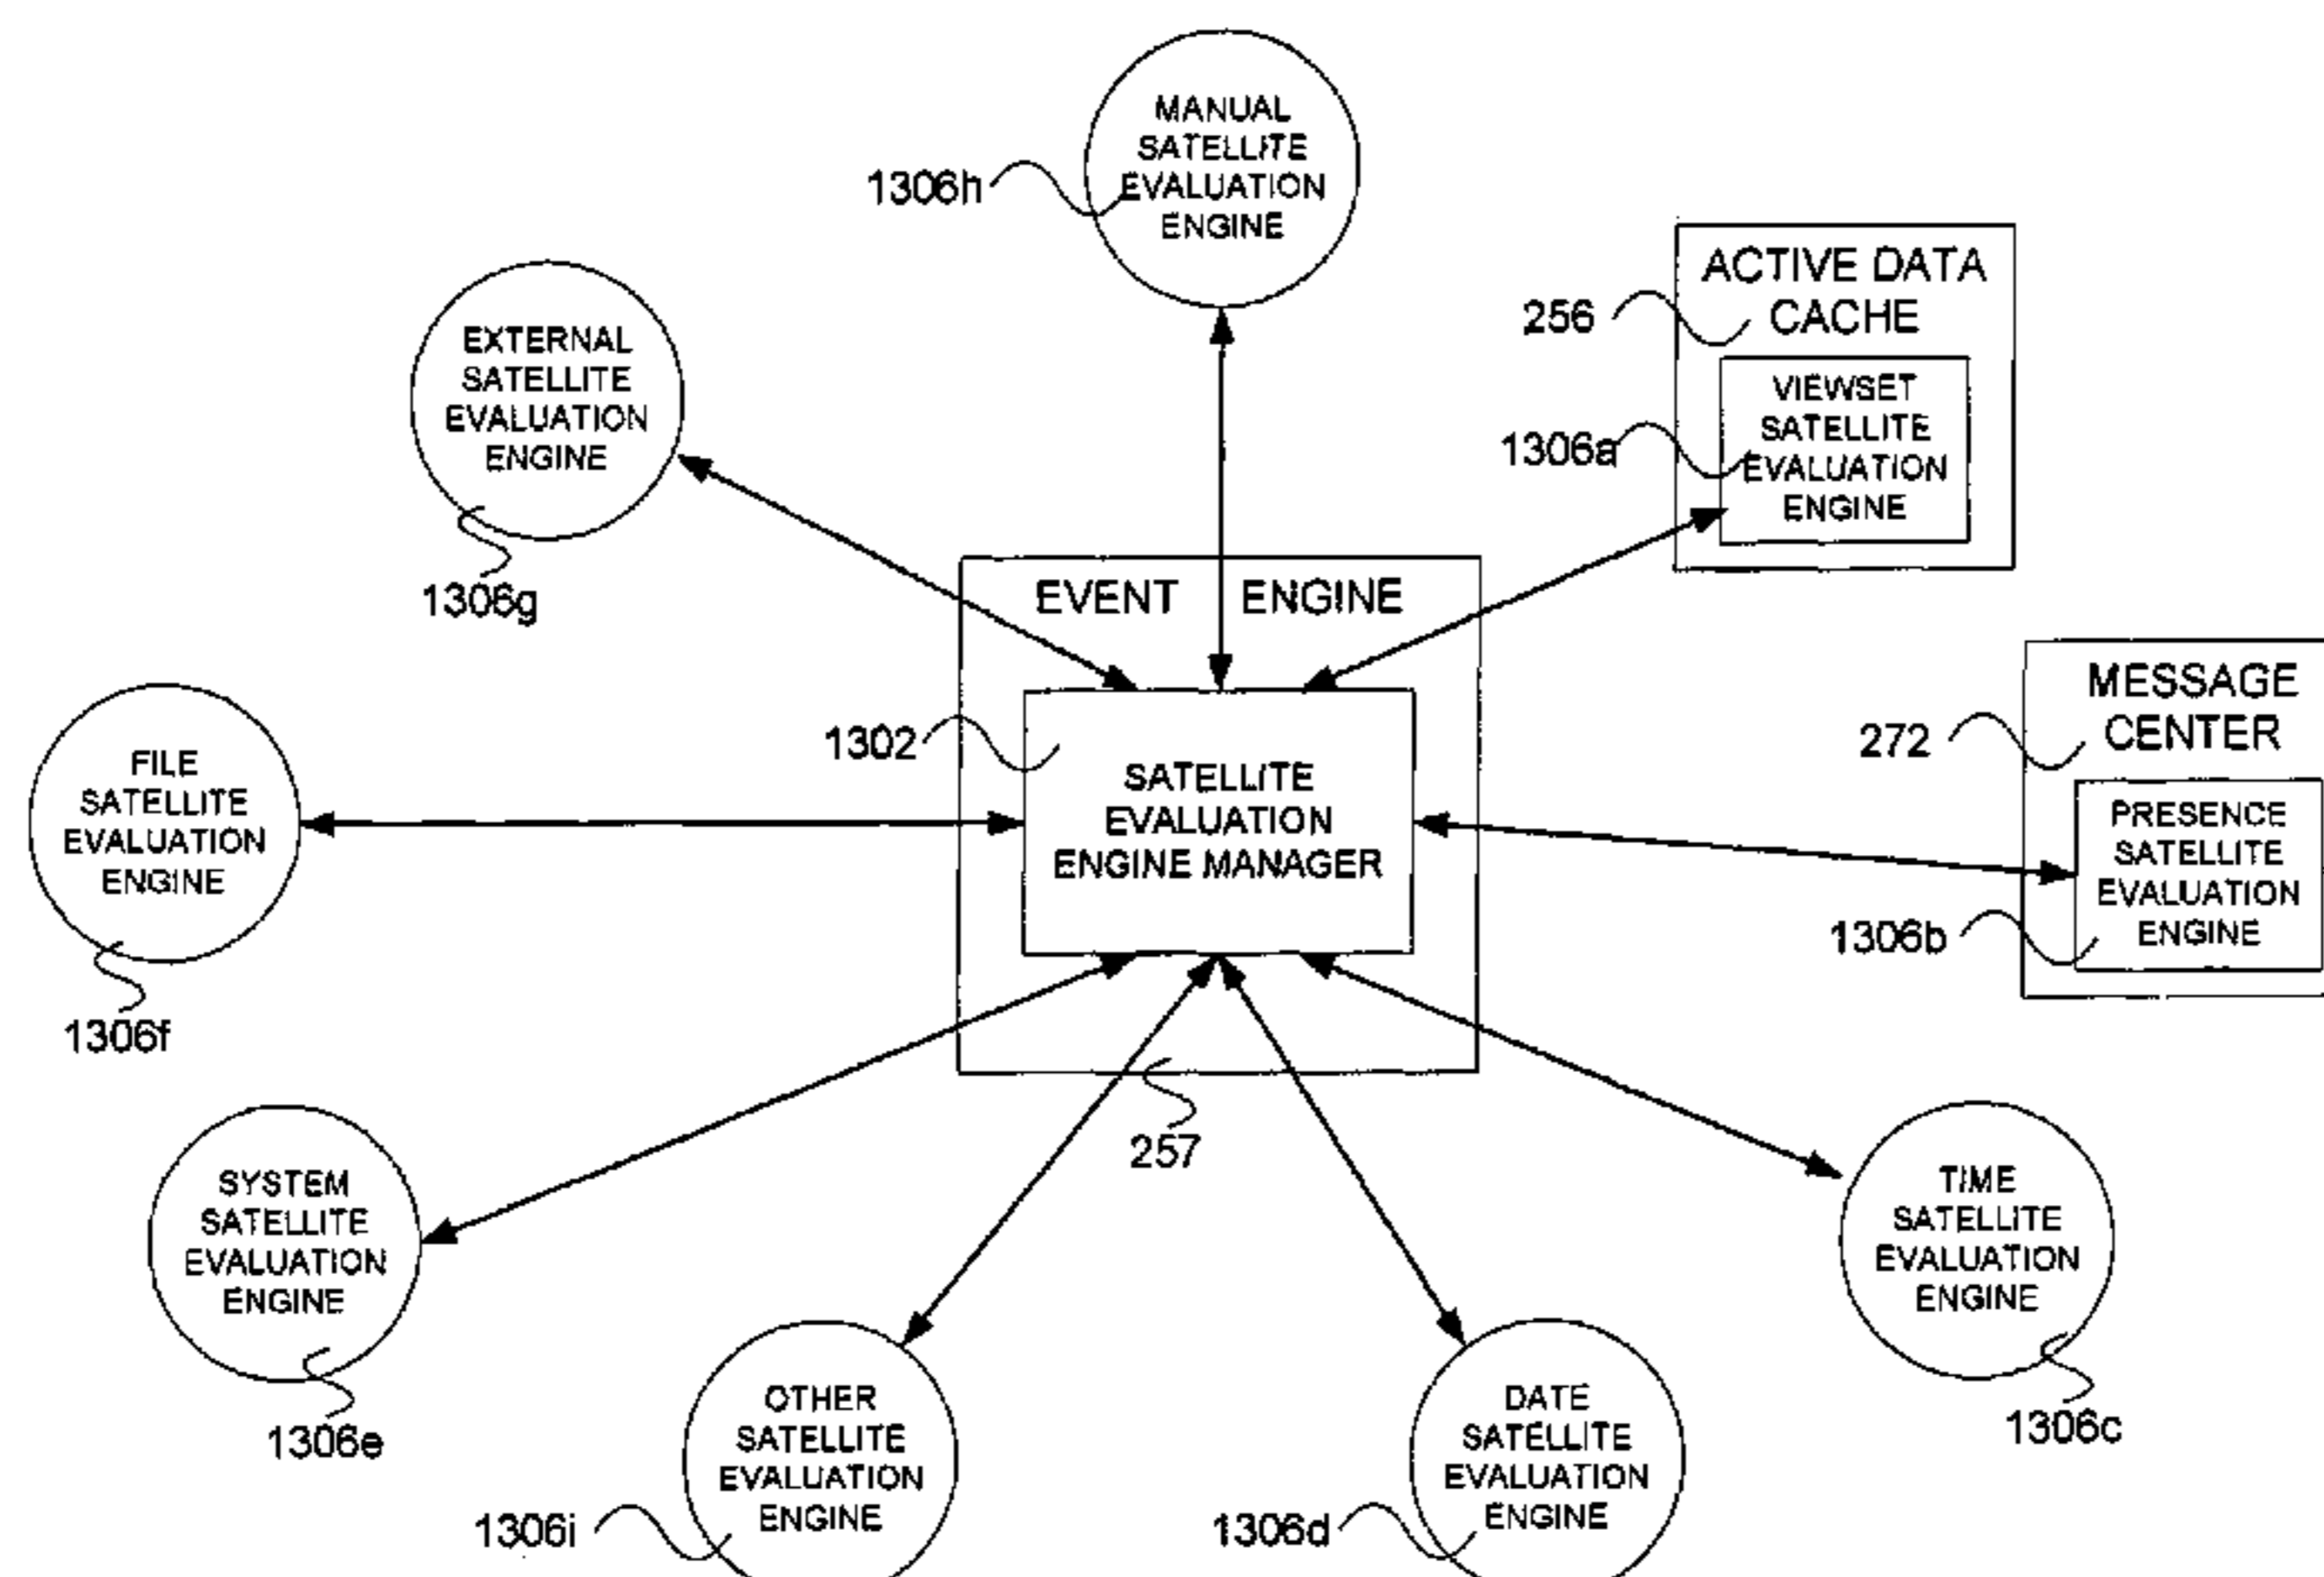 MANUAL
SATELLITE
EVALUATION
ENGINE
1306h
ACTIVE DATA
CACHE
256
VIEWSET
SATELLITE
EVALUATION
ENGINE
1306a
EXTERNAL
SATELLITE
EVALUATION
ENGINE
1306g
EVENT ENGINE
MESSAGE
CENTER
272
PRESENCE
SATELLITE
EVALUATION
ENGINE
1306b
1302
SATELLITE
EVALUATION
ENGINE MANAGER
FILE
SATELLITE
EVALUATION
ENGINE
1306f
257
SYSTEM
SATELLITE
EVALUATION
ENGINE
1306e
TIME
SATELLITE
EVALUATION
ENGINE
1306c
OTHER
SATELLITE
EVALUATION
ENGINE
1306i
DATE
SATELLITE
EVALUATION
ENGINE
1306d